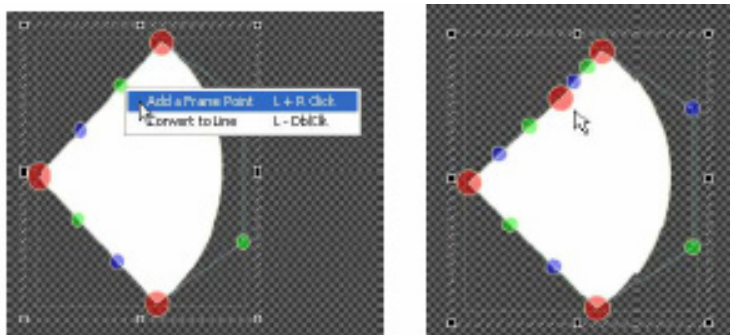 Add a Frame Point L + R Click
Convert to Line L - DblClk